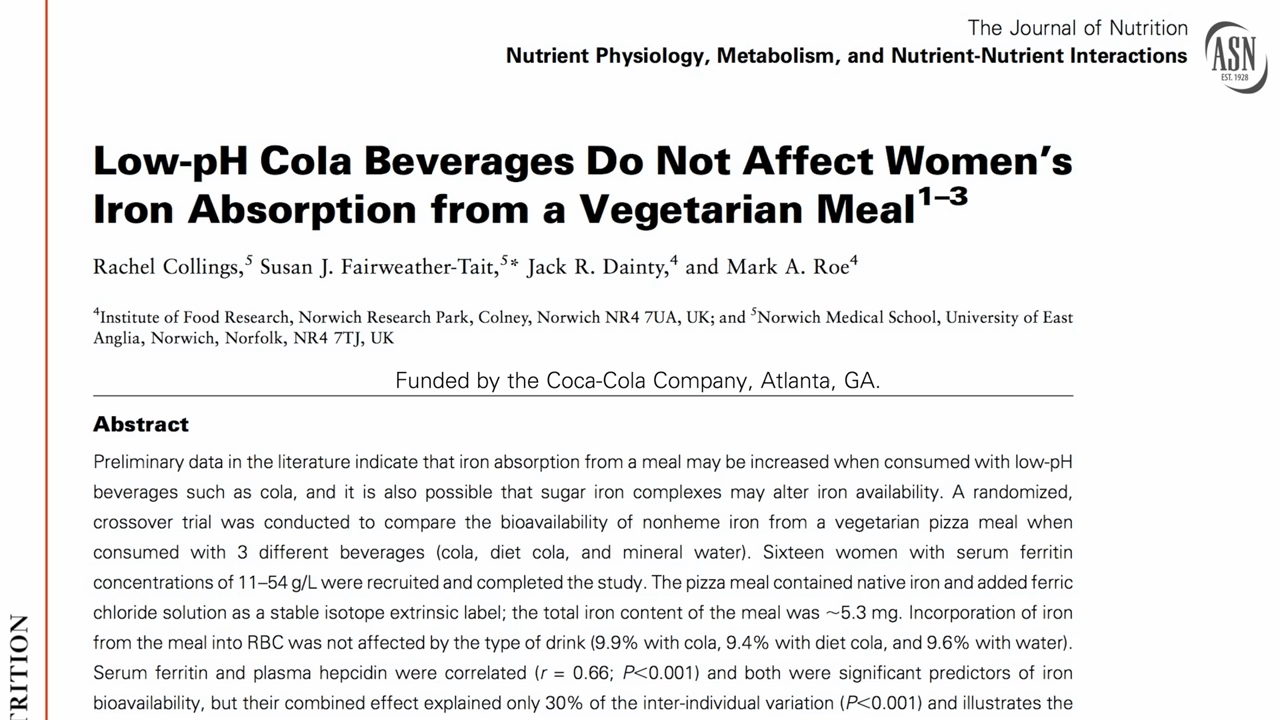 The Journal of Nutrition
Nutrient Physiology, Metabolism, and Nutrient-Nutrient Interactions
ASN
EST. 1928
Low-pH Cola Beverages Do Not Affect Women’s
Iron Absorption from a Vegetarian Meal1–3
Rachel Collings,5 Susan J. Fairweather-Tait,5* Jack R. Dainty,4 and Mark A. Roe4
4Institute of Food Research, Norwich Research Park, Colney, Norwich NR4 7UA, UK; and 5Norwich Medical School, University of East
Anglia, Norwich, Norfolk, NR4 7TJ, UK
Funded by the Coca-Cola Company, Atlanta, GA.
Abstract
Preliminary data in the literature indicate that iron absorption from a meal may be increased when consumed with low-pH
beverages such as cola, and it is also possible that sugar iron complexes may alter iron availability. A randomized,
crossover trial was conducted to compare the bioavailability of nonheme iron from a vegetarian pizza meal when
consumed with 3 different beverages (cola, diet cola, and mineral water). Sixteen women with serum ferritin
concentrations of 11–54 g/L were recruited and completed the study. The pizza meal contained native iron and added ferric
chloride solution as a stable isotope extrinsic label; the total iron content of the meal was ~5.3 mg. Incorporation of iron
from the meal into RBC was not affected by the type of drink (9.9% with cola, 9.4% with diet cola, and 9.6% with water).
Serum ferritin and plasma hepcidin were correlated (r = 0.66; P<0.001) and both were significant predictors of iron
bioavailability, but their combined effect explained only 30% of the inter-individual variation (P<0.001) and illustrates the
TRITION